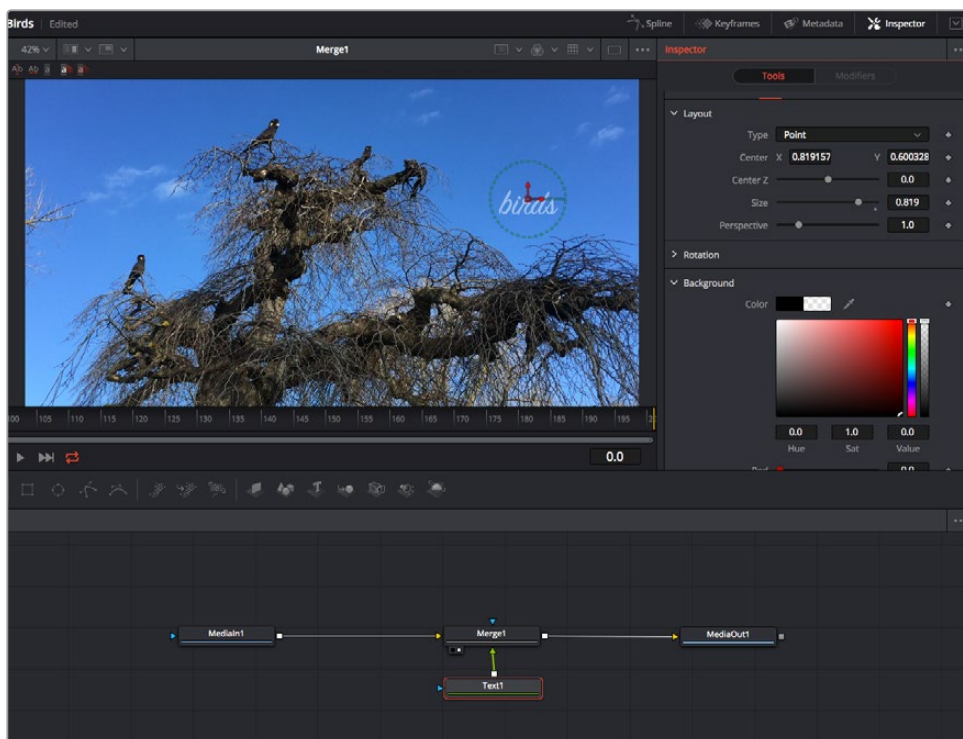 Birds Edited Spline Keyframes Metadata Inspector
42% Merge1 Inspector
Tools Modifiers
Layout
Type Point
Center X 0.819157 Y 0.600328
Center Z 0.0
birds
Size 0.819
Perspective 1.0
Rotation
Background
Color
105 110 115 120 125 130 135 140 145 150 155 160 165 170 175 180 185 190 195
0.0 1.0 0.0
Hue Sat Value
0.0
MediaIn1 Merge1 MediaOut1
Text1